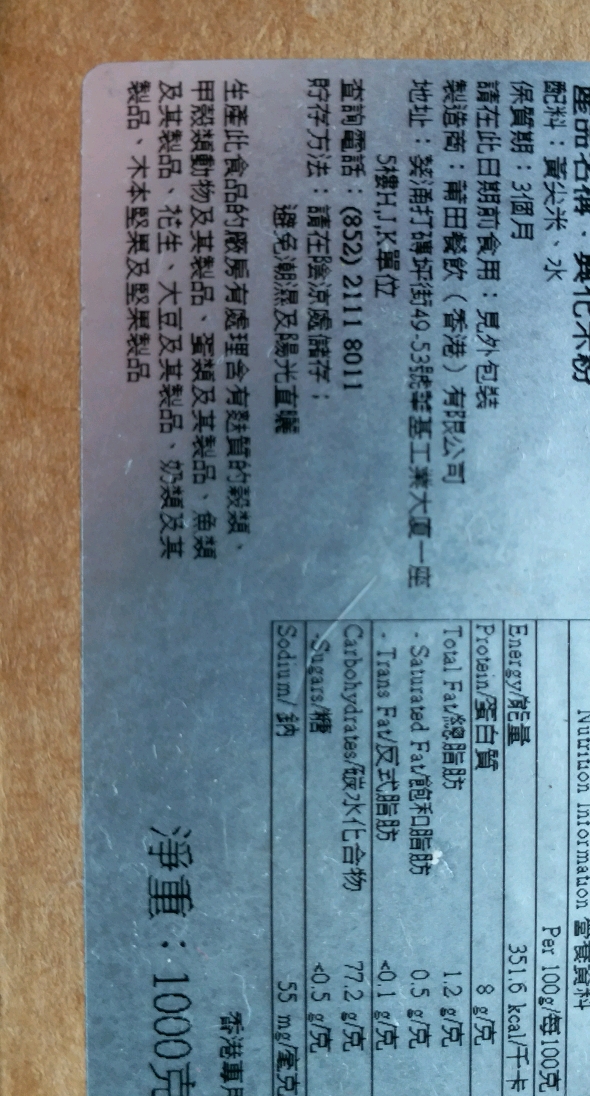 產品名稱：興化米粉
配料：黃尖米、水
保質期：3個月
請在此日期前食用：見外包裝
製造商：莆田餐飲（香港）有限公司
地址：葵涌打磚坪街49-53號華基工業大廈一座
5樓H,J,K單位
查詢電話：(852) 2111 8011
貯存方法：請在陰涼處儲存；
避免潮濕及陽光直曬
生產此食品的廠房有處理含有麩質的穀類、
甲殼類動物及其製品、蛋類及其製品、魚類
及其製品、花生、大豆及其製品、奶類及其
製品、木本堅果及堅果製品
Nutrition Information 營養資料
Per 100g/每100克
Energy/能量 351.6 kcal/千卡
Protein/蛋白質 8 g/克
Total Fat/總脂肪 1.2 g/克
- Saturated Fat/飽和脂肪 0.5 g/克
- Trans Fat/反式脂肪 <0.1 g/克
Carbohydrates/碳水化合物 77.2 g/克
-Sugars/糖 <0.5 g/克
Sodium/ 鈉 55 mg/毫克
香港專用
淨重：1000克